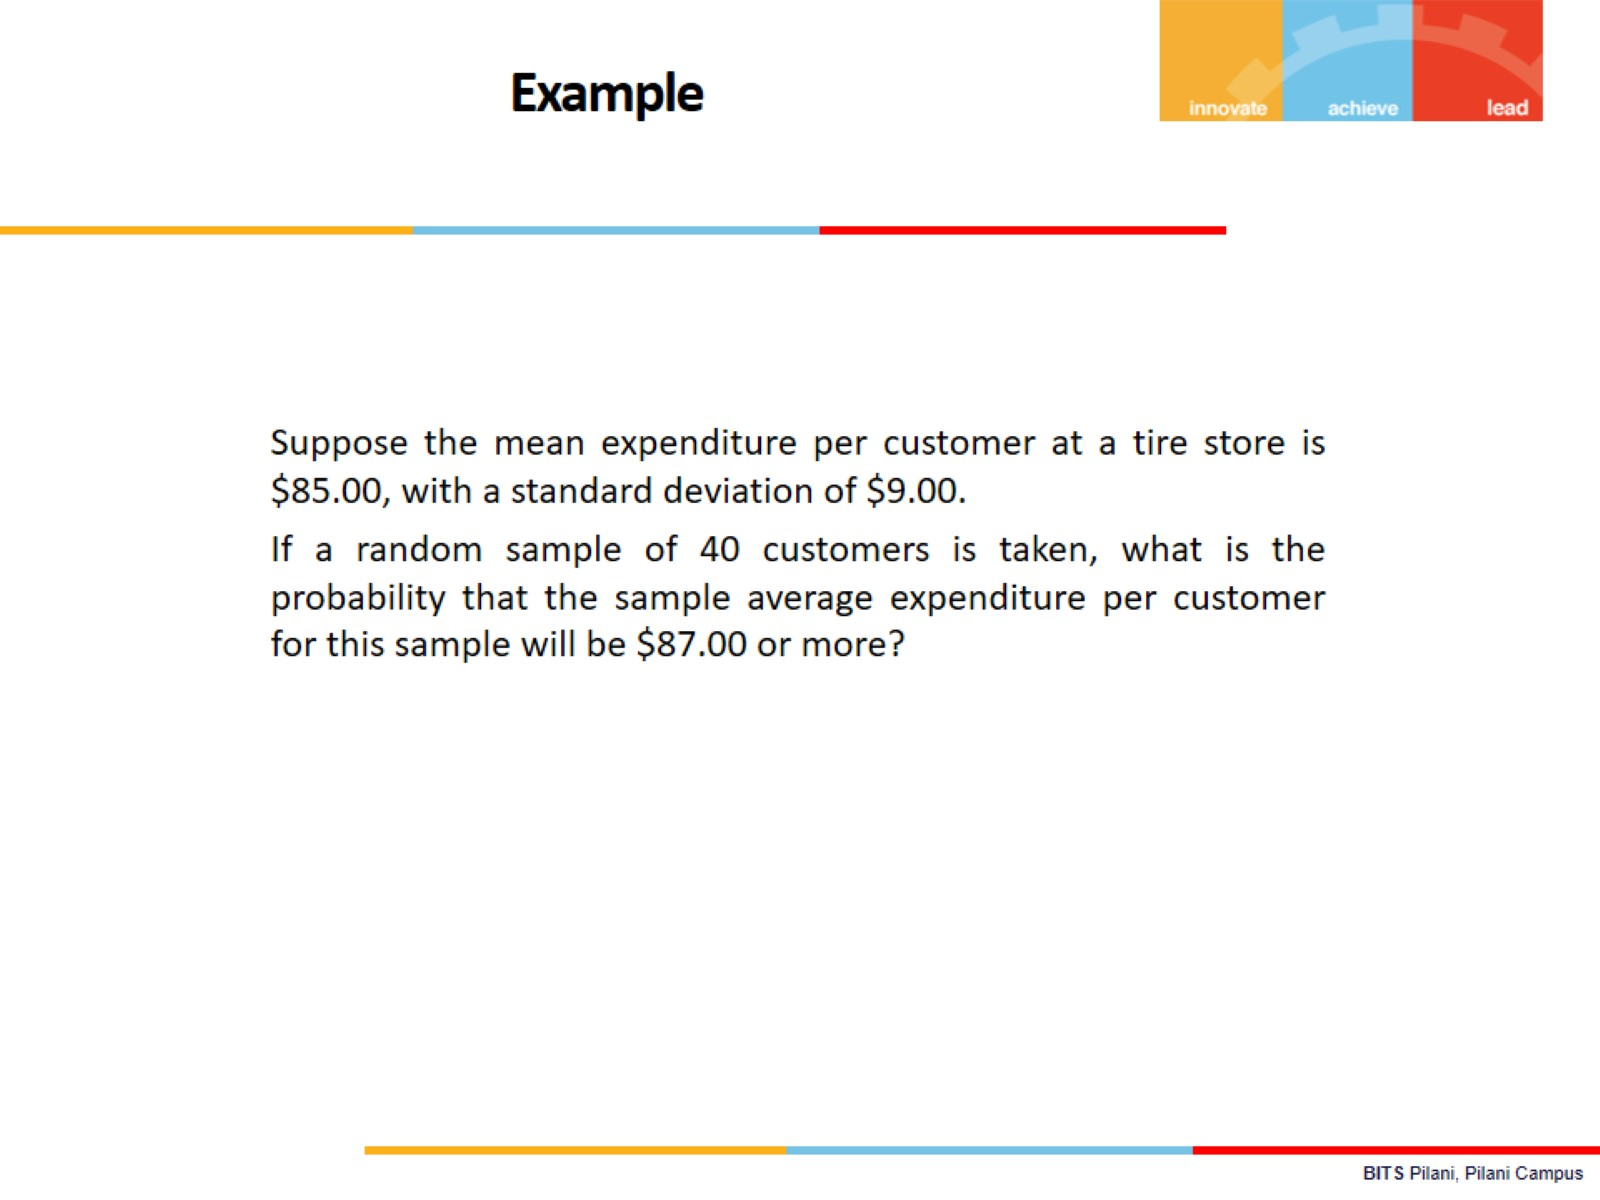 Example
innovate achieve lead
Suppose the mean expenditure per customer at a tire store is
$85.00, with a standard deviation of $9.00.
If a random sample of 40 customers is taken, what is the
probability that the sample average expenditure per customer
for this sample will be $87.00 or more?
BITS Pilani, Pilani Campus